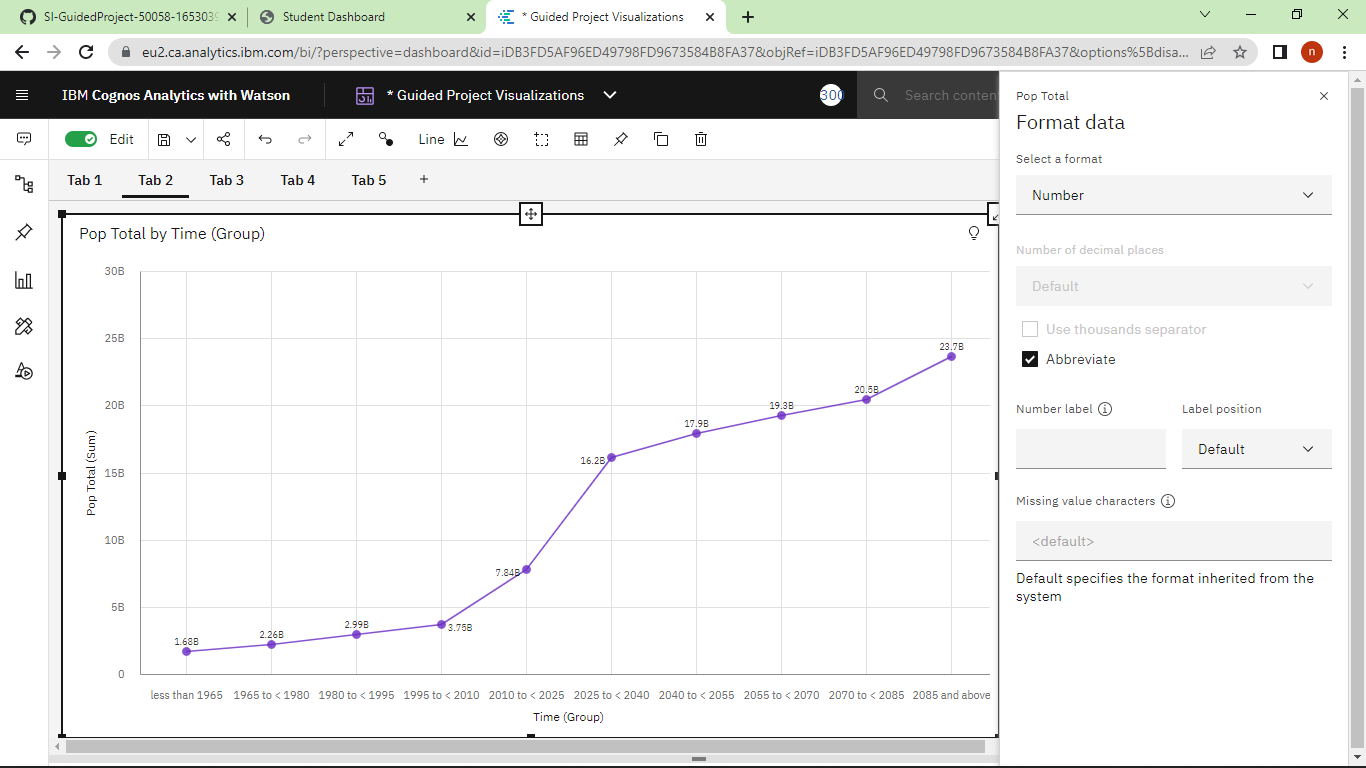 SI-GuidedProject-50058-1653039
Student Dashboard
* Guided Project Visualizations
eu2.ca.analytics.ibm.com/bi/?perspective=dashboard&id=iDB3FD5AF96ED49798FD9673584B8FA37&objRef=iDB3FD5AF96ED49798FD9673584B8FA37&options%5Bdisa...
n
IBM Cognos Analytics with Watson
* Guided Project Visualizations
300
Search conten
Edit
Line
Tab 1
Tab 2
Tab 3
Tab 4
Tab 5
Pop Total by Time (Group)
30B
25B
20B
15B
10B
5B
0
Pop Total (Sum)
1.68B
2.26B
2.99B
3.75B
7.84B
16.2B
17.9B
19.3B
20.5B
23.7B
less than 1965
1965 to < 1980
1980 to < 1995
1995 to < 2010
2010 to < 2025
2025 to < 2040
2040 to < 2055
2055 to < 2070
2070 to < 2085
2085 and above
Time (Group)
Pop Total
Format data
Select a format
Number
Number of decimal places
Default
Use thousands separator
Abbreviate
Number label
Label position
Default
Missing value characters
<default>
Default specifies the format inherited from the
system